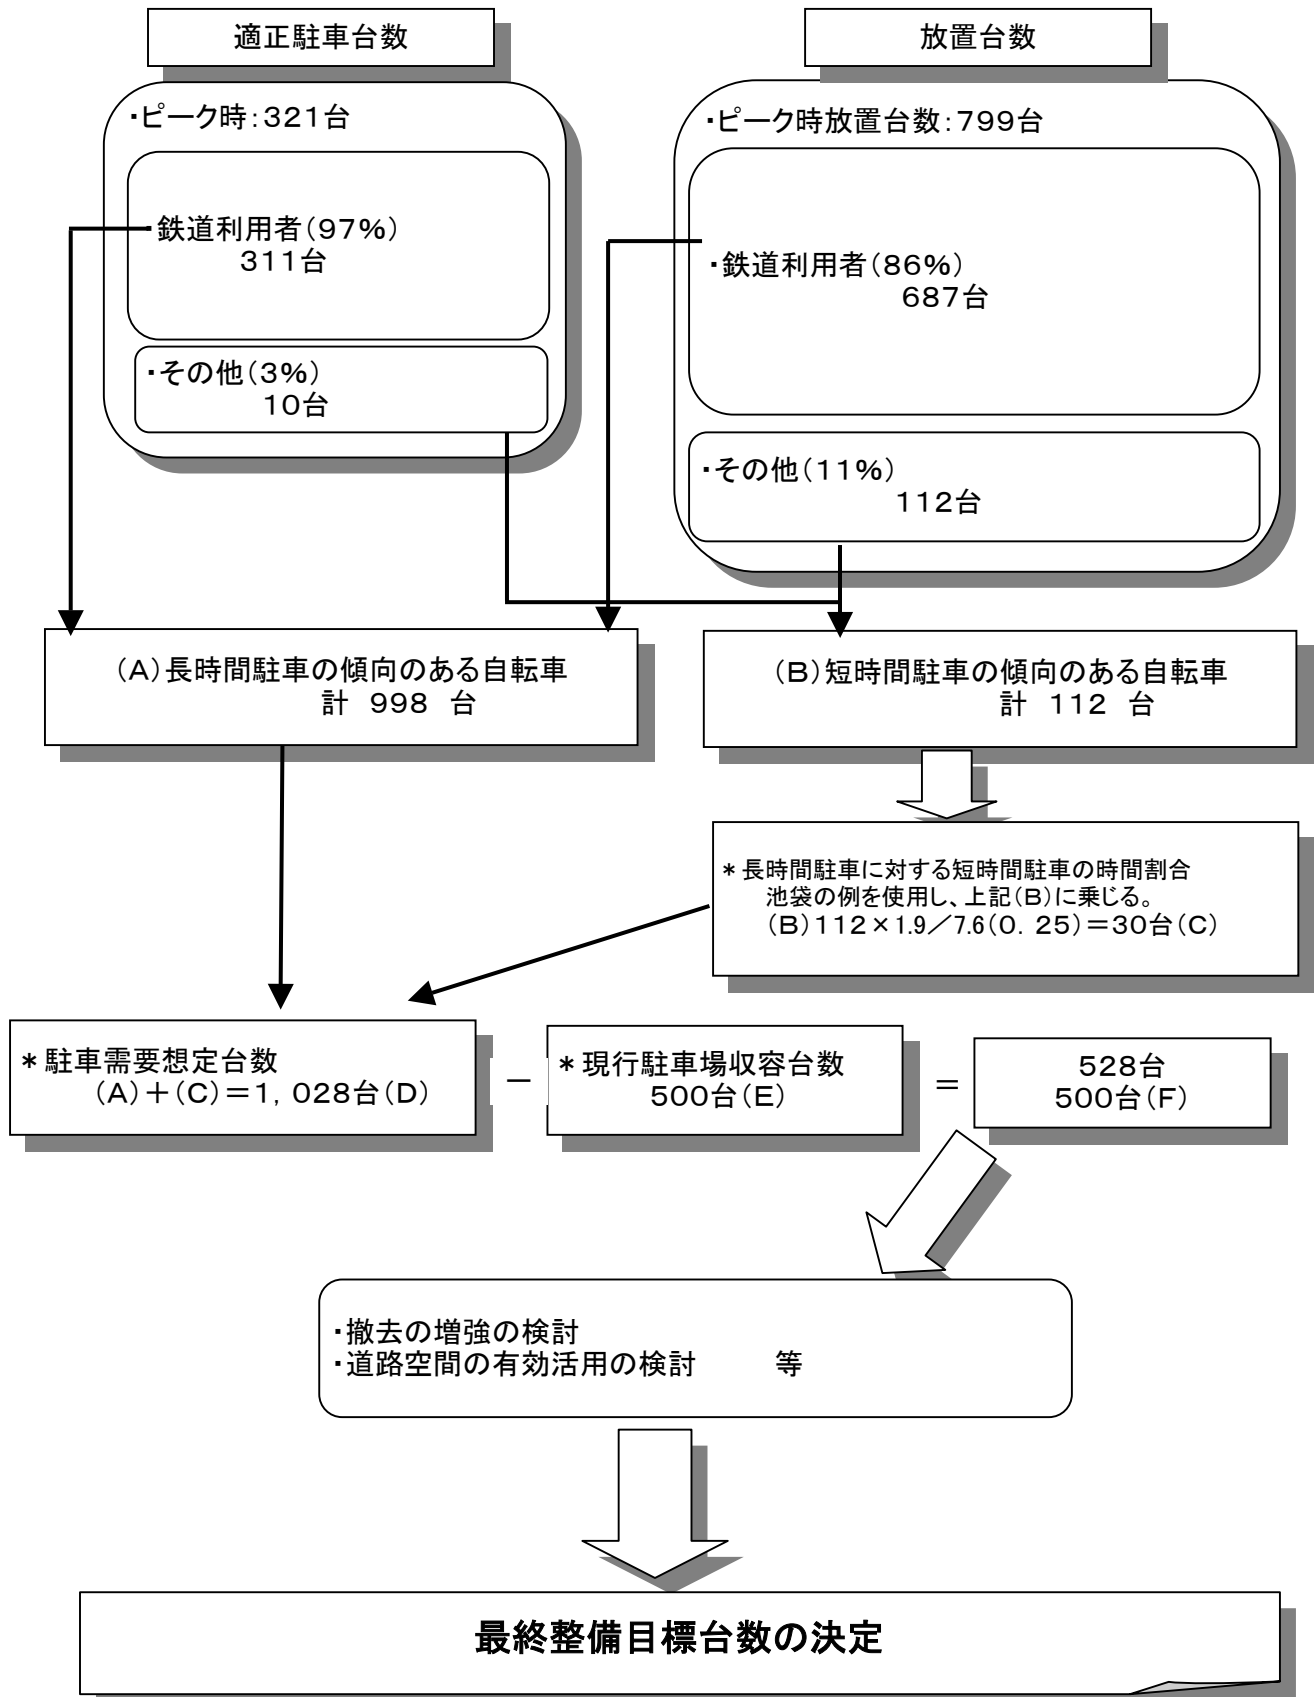 適正駐車台数
・ピーク時：321台
・鉄道利用者（97%）
311台
・その他（3%）
10台
放置台数
・ピーク時放置台数：799台
・鉄道利用者（86%）
687台
・その他（11%）
112台
（A）長時間駐車の傾向のある自転車
計 998 台
（B）短時間駐車の傾向のある自転車
計 112 台
＊長時間駐車に対する短時間駐車の時間割合
池袋の例を使用し、上記（B）に乗じる。
（B）112×1.9／7.6（0．25）＝30台（C）
＊駐車需要想定台数
（A）＋（C）＝1，028台（D）
－
＊現行駐車場収容台数
500台（E）
＝
528台
500台（F）
・撤去の増強の検討
・道路空間の有効活用の検討 等
最終整備目標台数の決定